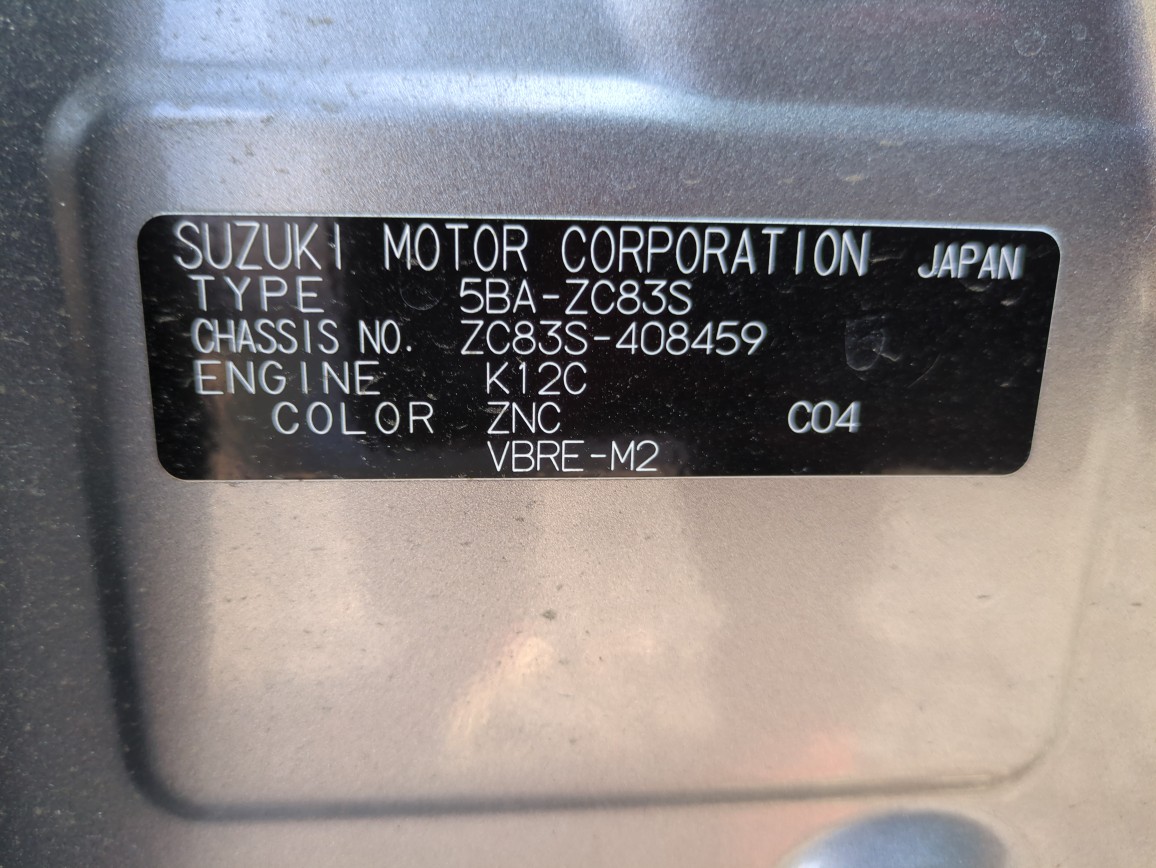 SUZUKI MOTOR CORPORATION JAPAN
TYPE 5BA-ZC83S
CHASSIS NO. ZC83S-408459
ENGINE K12C
COLOR ZNC C04
VBRE-M2